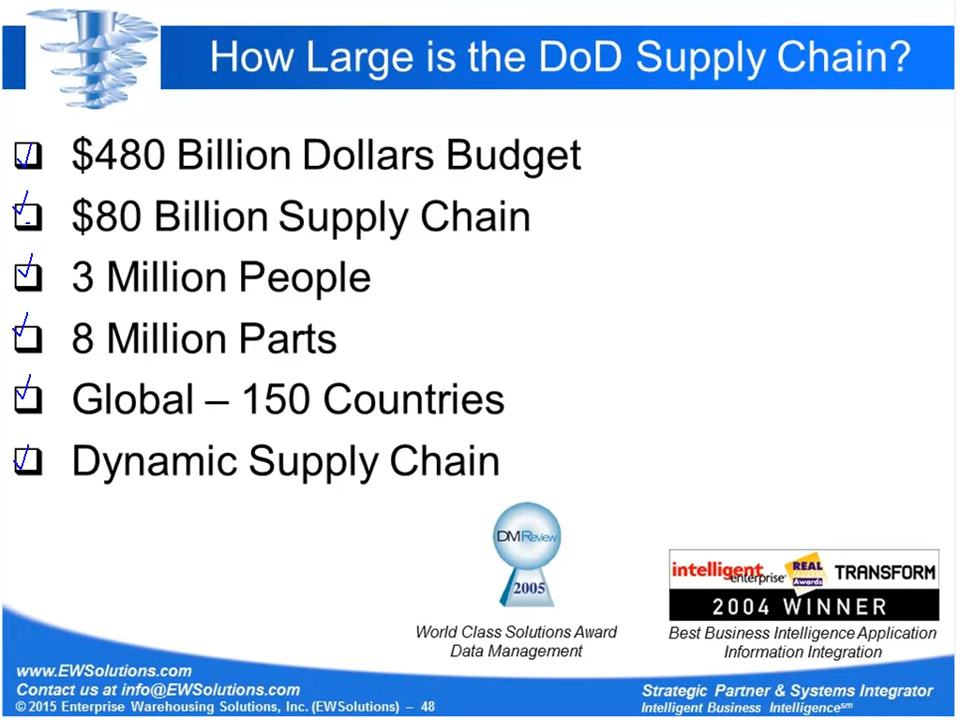 How Large is the DoD Supply Chain?
$480 Billion Dollars Budget
$80 Billion Supply Chain
3 Million People
8 Million Parts
Global – 150 Countries
Dynamic Supply Chain
DMReview
2005
World Class Solutions Award
Data Management
intelligent enterprise REAL Awards TRANSFORM
2004 WINNER
Best Business Intelligence Application
Information Integration
www.EWSolutions.com
Contact us at info@EWSolutions.com
© 2015 Enterprise Warehousing Solutions, Inc. (EWSolutions) – 48
Strategic Partner & Systems Integrator
Intelligent Business Intelligence℠